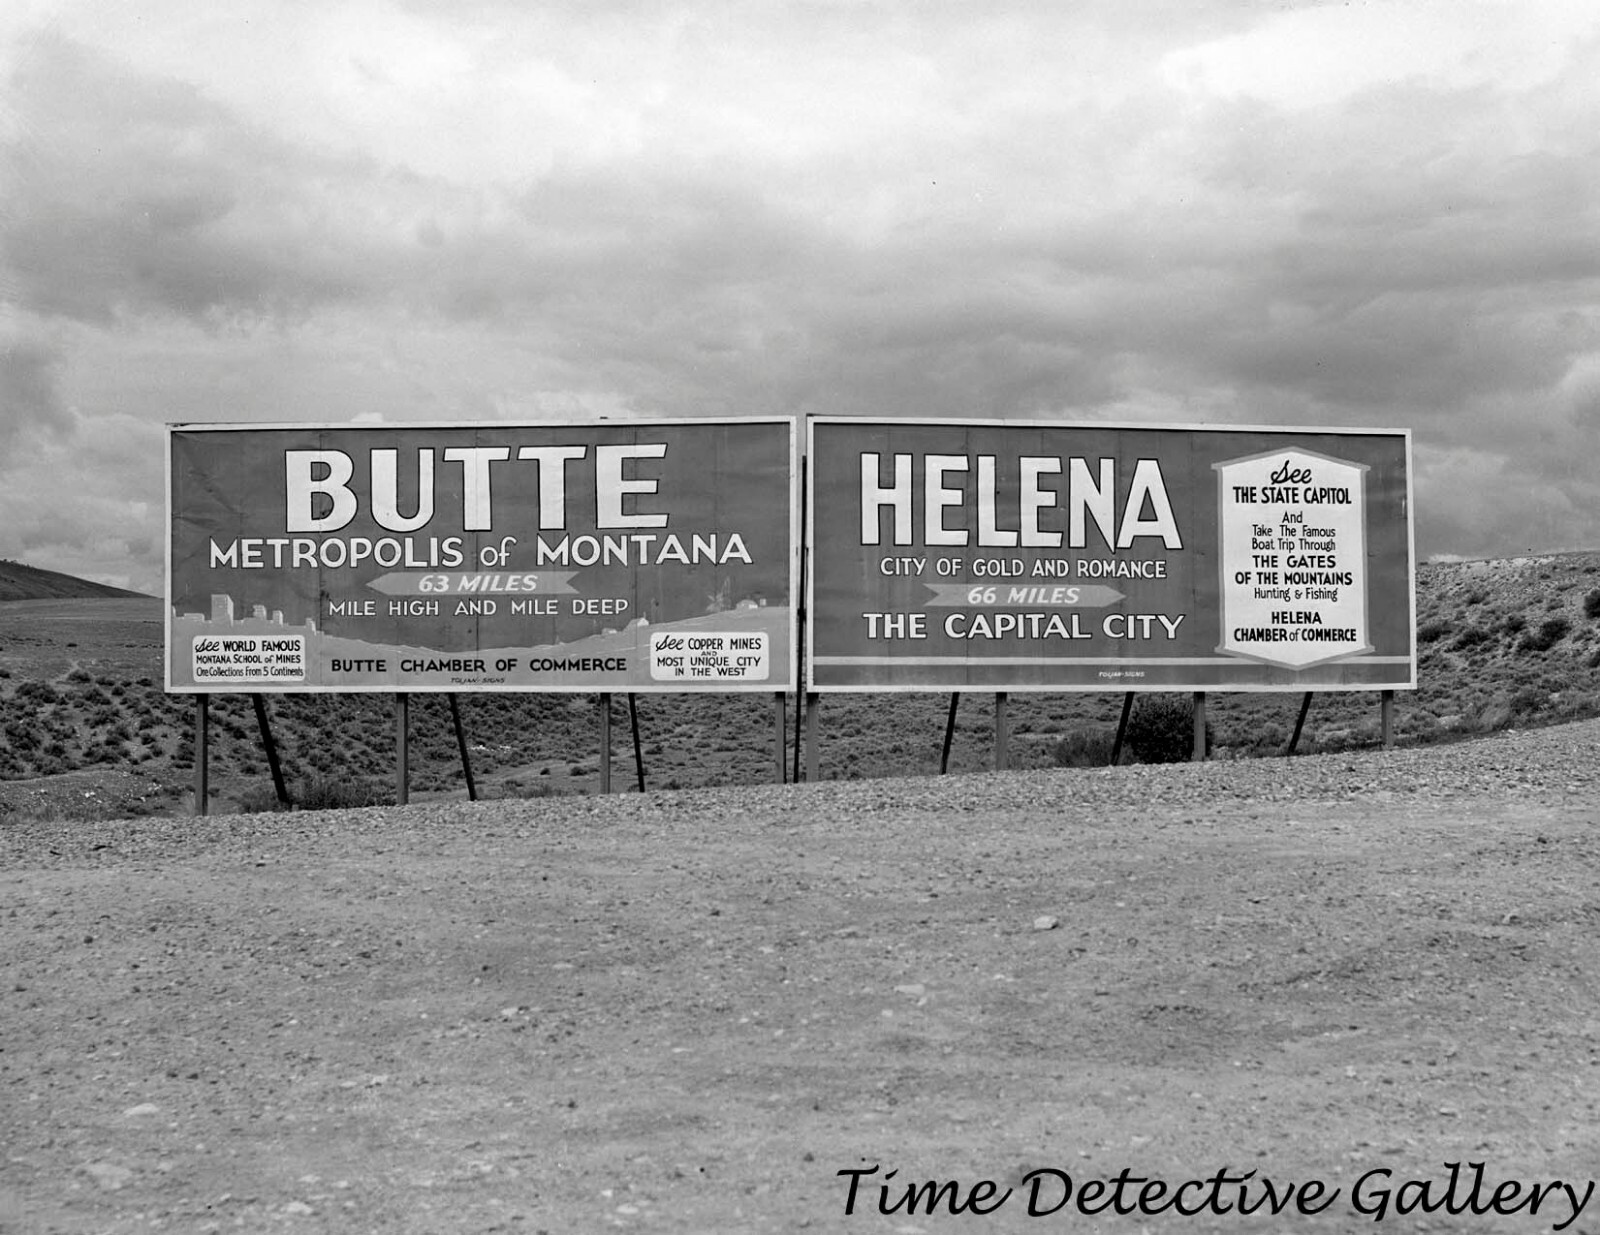 BUTTE
METROPOLIS of MONTANA
63 MILES
MILE HIGH AND MILE DEEP
See WORLD FAMOUS
MONTANA SCHOOL of MINES
Ore Collections From 5 Continents
BUTTE CHAMBER OF COMMERCE
See COPPER MINES
AND
MOST UNIQUE CITY
IN THE WEST
HELENA
CITY OF GOLD AND ROMANCE
66 MILES
THE CAPITAL CITY
See
THE STATE CAPITOL
And
Take The Famous
Boat Trip Through
THE GATES
OF THE MOUNTAINS
Hunting & Fishing
HELENA
CHAMBER of COMMERCE
Time Detective Gallery